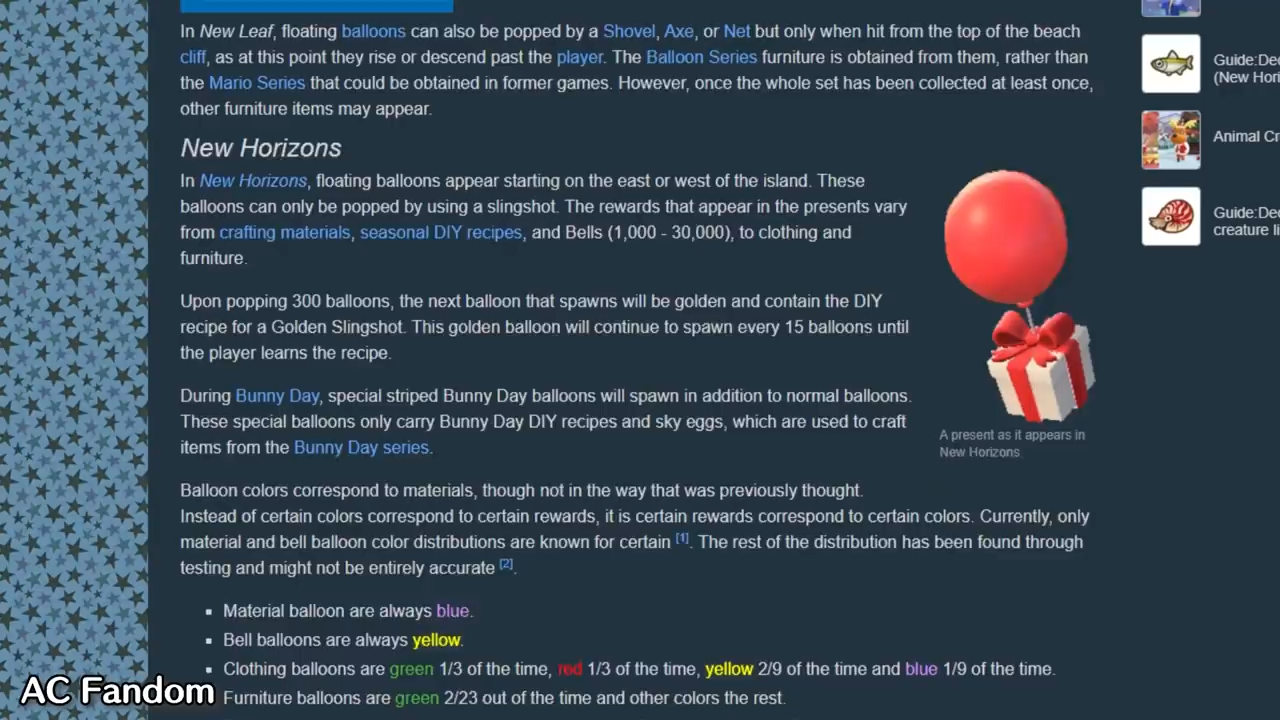 In New Leaf, floating balloons can also be popped by a Shovel, Axe, or Net but only when hit from the top of the beach
cliff, as at this point they rise or descend past the player. The Balloon Series furniture is obtained from them, rather than
the Mario Series that could be obtained in former games. However, once the whole set has been collected at least once,
other furniture items may appear.
New Horizons
In New Horizons, floating balloons appear starting on the east or west of the island. These
balloons can only be popped by using a slingshot. The rewards that appear in the presents vary
from crafting materials, seasonal DIY recipes, and Bells (1,000 - 30,000), to clothing and
furniture.
Upon popping 300 balloons, the next balloon that spawns will be golden and contain the DIY
recipe for a Golden Slingshot. This golden balloon will continue to spawn every 15 balloons until
the player learns the recipe.
During Bunny Day, special striped Bunny Day balloons will spawn in addition to normal balloons.
These special balloons only carry Bunny Day DIY recipes and sky eggs, which are used to craft
items from the Bunny Day series.
A present as it appears in
New Horizons
Balloon colors correspond to materials, though not in the way that was previously thought.
Instead of certain colors correspond to certain rewards, it is certain rewards correspond to certain colors. Currently, only
material and bell balloon color distributions are known for certain [1]. The rest of the distribution has been found through
testing and might not be entirely accurate [2].
▪ Material balloon are always blue.
▪ Bell balloons are always yellow.
▪ Clothing balloons are green 1/3 of the time, red 1/3 of the time, yellow 2/9 of the time and blue 1/9 of the time.
Furniture balloons are green 2/23 out of the time and other colors the rest.
AC Fandom
Guide:Dec
(New Hori
Animal Cr
Guide:Dec
creature li